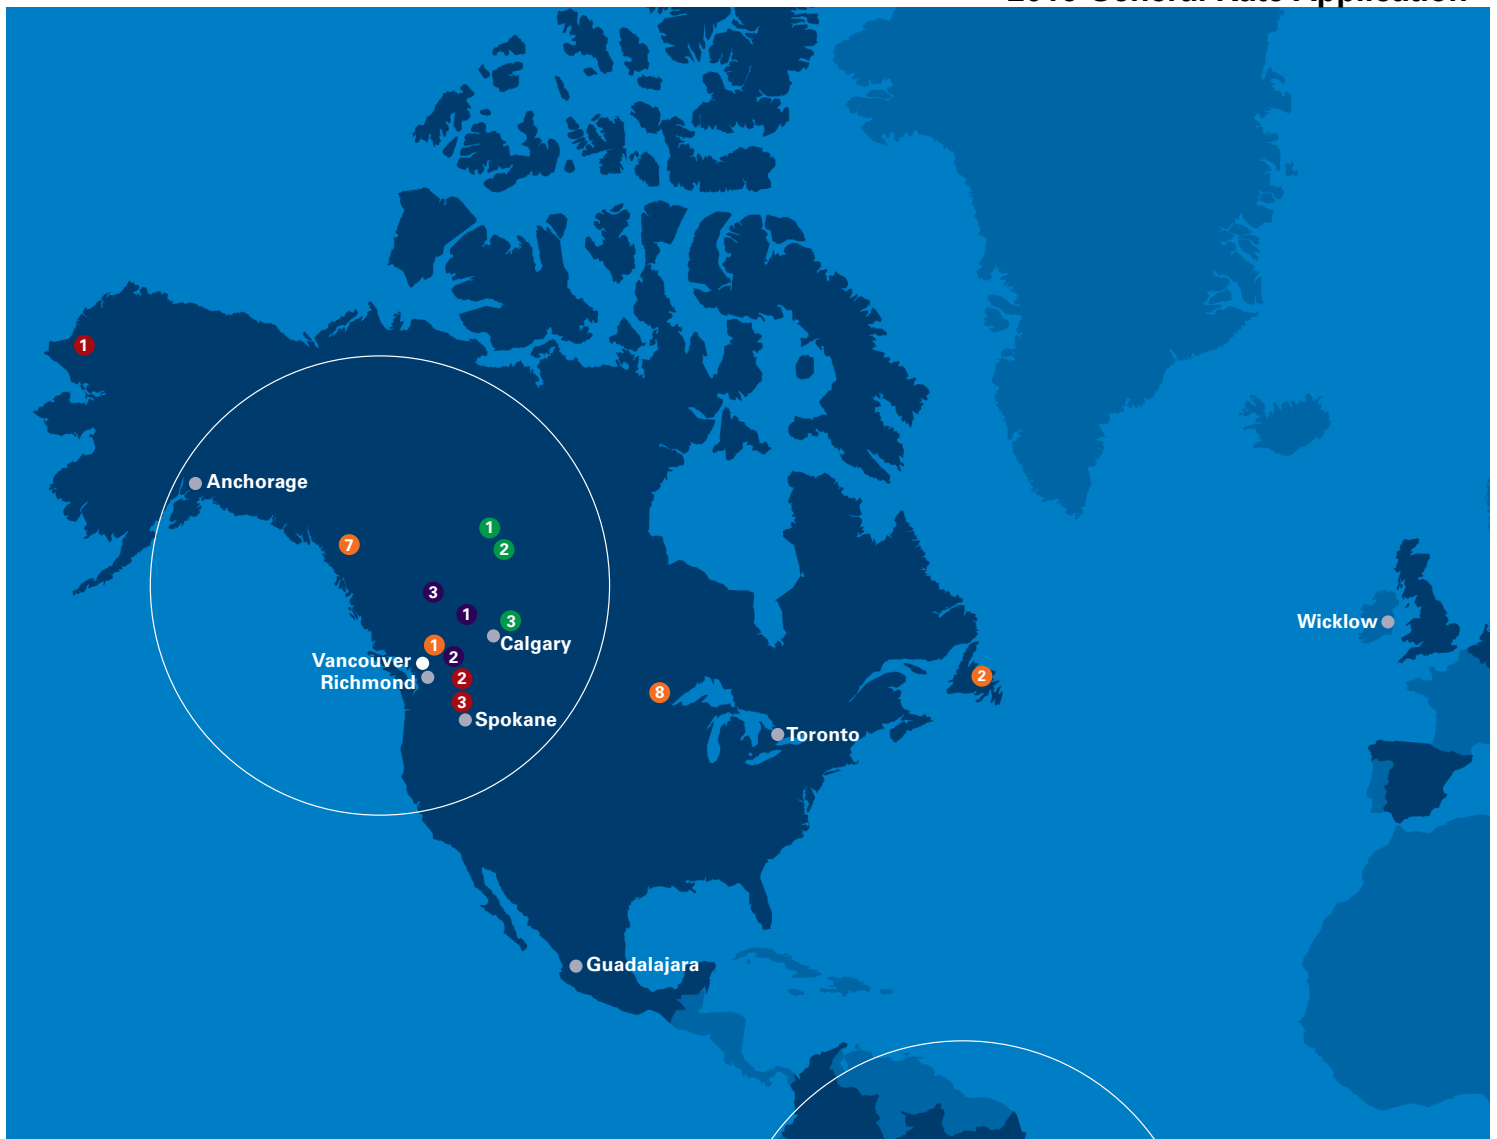 1
Anchorage
1
7
2
3
1
3
Calgary
1
2
Vancouver
Richmond
2
3
Spokane
8
2
Toronto
Wicklow
Guadalajara